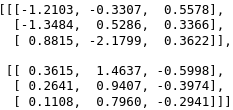 [[[-1.2103, -0.3307,  0.5578],
  [-1.3484,  0.5286,  0.3366],
  [ 0.8815, -2.1799,  0.3622]],

 [[ 0.3615,  1.4637, -0.5998],
  [ 0.2641,  0.9407, -0.3974],
  [ 0.1108,  0.7960, -0.2941]]]